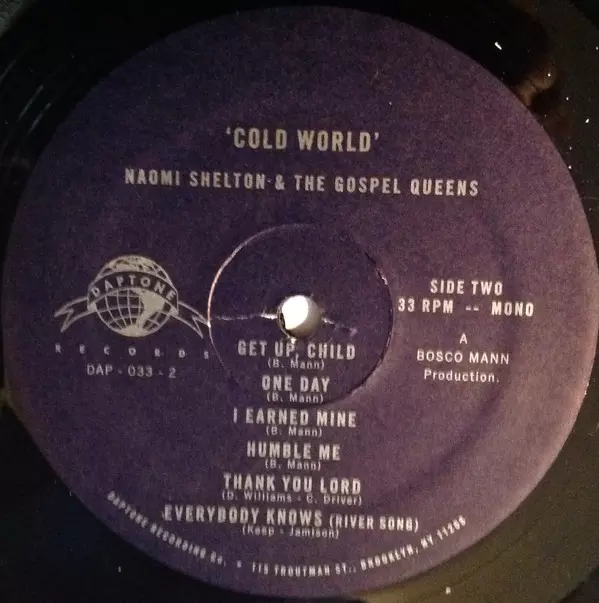 'COLD WORLD'
NAOMI SHELTON & THE GOSPEL QUEENS
DAPTONE
RECORDS
DAP - 033 - 2
SIDE TWO
33 RPM -- MONO
A
BOSCO MANN
Production.
GET UP, CHILD
(B. Mann)
ONE DAY
(B. Mann)
I EARNED MINE
(B. Mann)
HUMBLE ME
(B. Mann)
THANK YOU LORD
(D. Williams - C. Driver)
EVERYBODY KNOWS (RIVER SONG)
(Keep - Jamison)
DAPTONE RECORDING Co. • 115 TROUTMAN ST., BROOKLYN, NY 11206